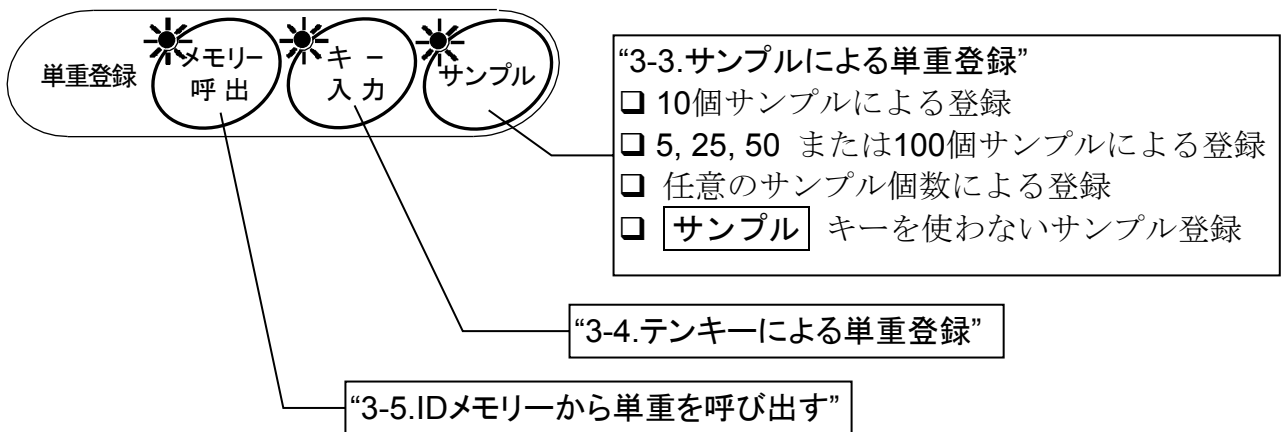 単重登録
メモリー
呼 出
キ ー
入 力
サンプル
“3-3.サンプルによる単重登録”
❑ 10個サンプルによる登録
❑ 5, 25, 50 または100個サンプルによる登録
❑ 任意のサンプル個数による登録
❑ サンプル キーを使わないサンプル登録
“3-4.テンキーによる単重登録”
“3-5.IDメモリーから単重を呼び出す”